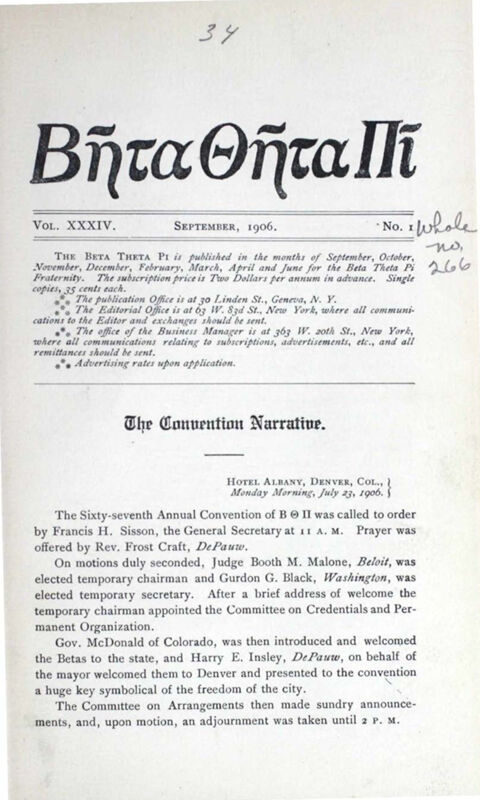 34
Βῆτα Θῆτα Πῖ
VOL. XXXIV. SEPTEMBER, 1906. No. 1
Whole
no.
266
THE BETA THETA PI is published in the months of September, October,
November, December, February, March, April and June for the Beta Theta Pi
Fraternity. The subscription price is Two Dollars per annum in advance. Single
copies, 35 cents each.
⁂ The publication Office is at 30 Linden St., Geneva, N. Y.
⁂ The Editorial Office is at 63 W. 83d St., New York, where all communi-
cations to the Editor and exchanges should be sent.
⁂ The office of the Business Manager is at 363 W. 20th St., New York,
where all communications relating to subscriptions, advertisements, etc., and all
remittances should be sent.
⁂ Advertising rates upon application.
The Convention Narrative.
HOTEL ALBANY, DENVER, COL., }
Monday Morning, July 23, 1906. }
The Sixty-seventh Annual Convention of Β Θ Π was called to order
by Francis H. Sisson, the General Secretary at 11 A. M. Prayer was
offered by Rev. Frost Craft, DePauw.
On motions duly seconded, Judge Booth M. Malone, Beloit, was
elected temporary chairman and Gurdon G. Black, Washington, was
elected temporary secretary. After a brief address of welcome the
temporary chairman appointed the Committee on Credentials and Per-
manent Organization.
Gov. McDonald of Colorado, was then introduced and welcomed
the Betas to the state, and Harry E. Insley, DePauw, on behalf of
the mayor welcomed them to Denver and presented to the convention
a huge key symbolical of the freedom of the city.
The Committee on Arrangements then made sundry announce-
ments, and, upon motion, an adjournment was taken until 2 P. M.